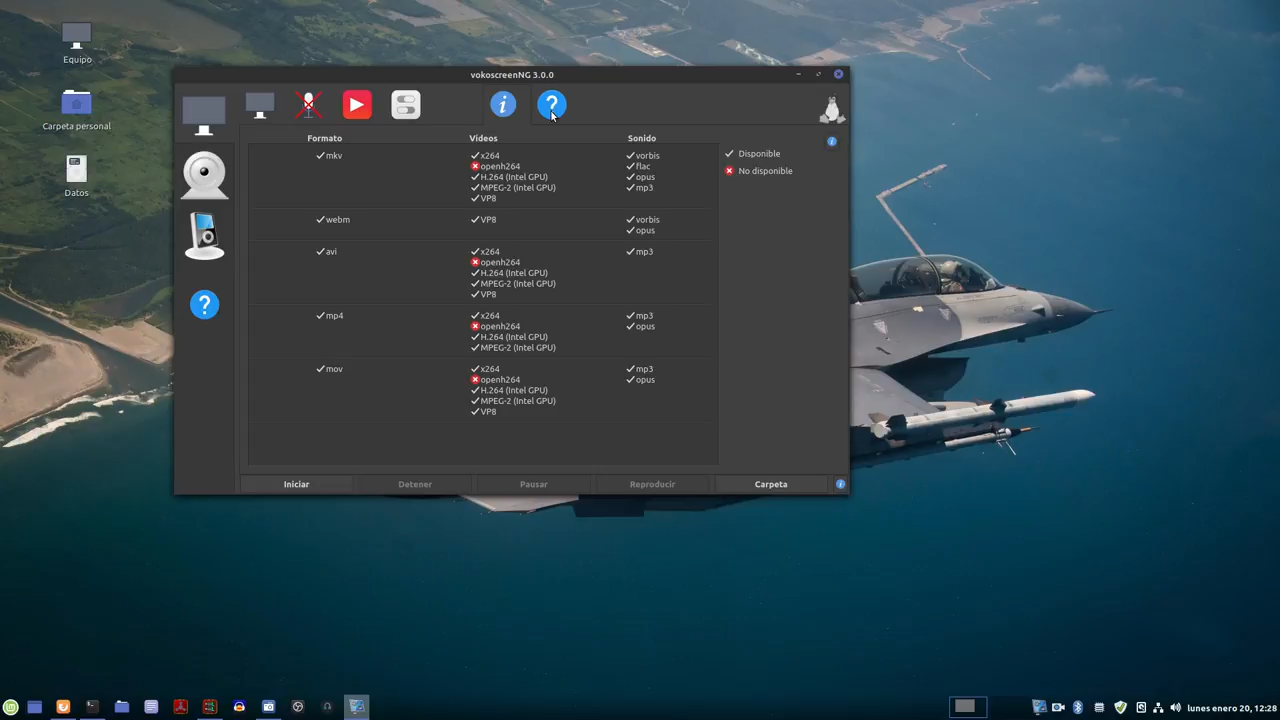 Equipo
Carpeta personal
Datos
vokoscreenNG 3.0.0
Formato Videos Sonido
mkv x264 vorbis
openh264 flac
H.264 (Intel GPU) opus
MPEG-2 (Intel GPU) mp3
VP8
webm VP8 vorbis
opus
avi x264 mp3
openh264
H.264 (Intel GPU)
MPEG-2 (Intel GPU)
VP8
mp4 x264 mp3
openh264 opus
H.264 (Intel GPU)
MPEG-2 (Intel GPU)
mov x264 mp3
openh264 opus
H.264 (Intel GPU)
MPEG-2 (Intel GPU)
VP8
Disponible
No disponible
Iniciar Detener Pausar Reproducir Carpeta
lunes enero 20, 12:28